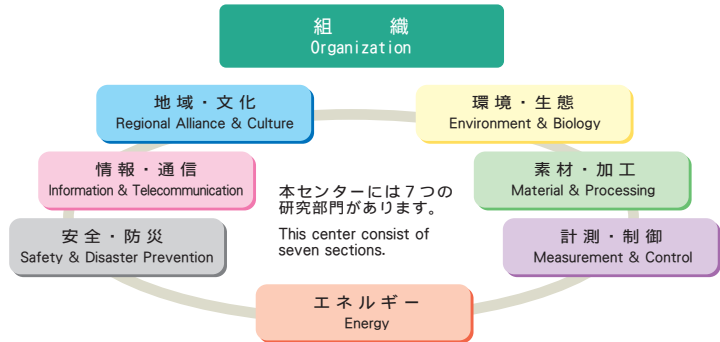 組 織
Organization
地域・文化
Regional Alliance & Culture
環境・生態
Environment & Biology
情報・通信
Information & Telecommunication
素材・加工
Material & Processing
本センターには７つの
研究部門があります。
This center consist of
seven sections.
安全・防災
Safety & Disaster Prevention
計測・制御
Measurement & Control
エネルギー
Energy